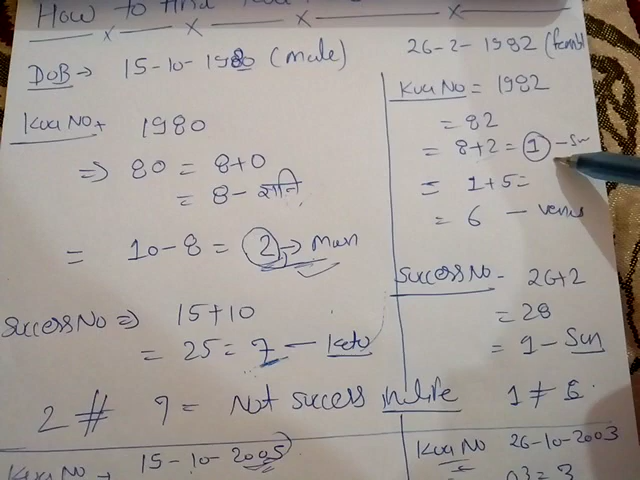 How to find
DOB → 15-10-1980 (male)
Kua No → 1980
⇒ 80 = 8+0
= 8 - शनि
= 10-8 = 2 → Moon
Success No ⇒ 15+10
= 25 = 7 — Ketu
2 # 7 = Not success in life
Kua No → 15-10-2005
26-2-1982
Kua No = 1982
= 82
= 8+2 = 1 - Sun
= 1+5 =
= 6 - venus
Success No - 26+2
= 28
= 1 - Sun
1 ≠ 6.
Kua No 26-10-2003
03 = 3